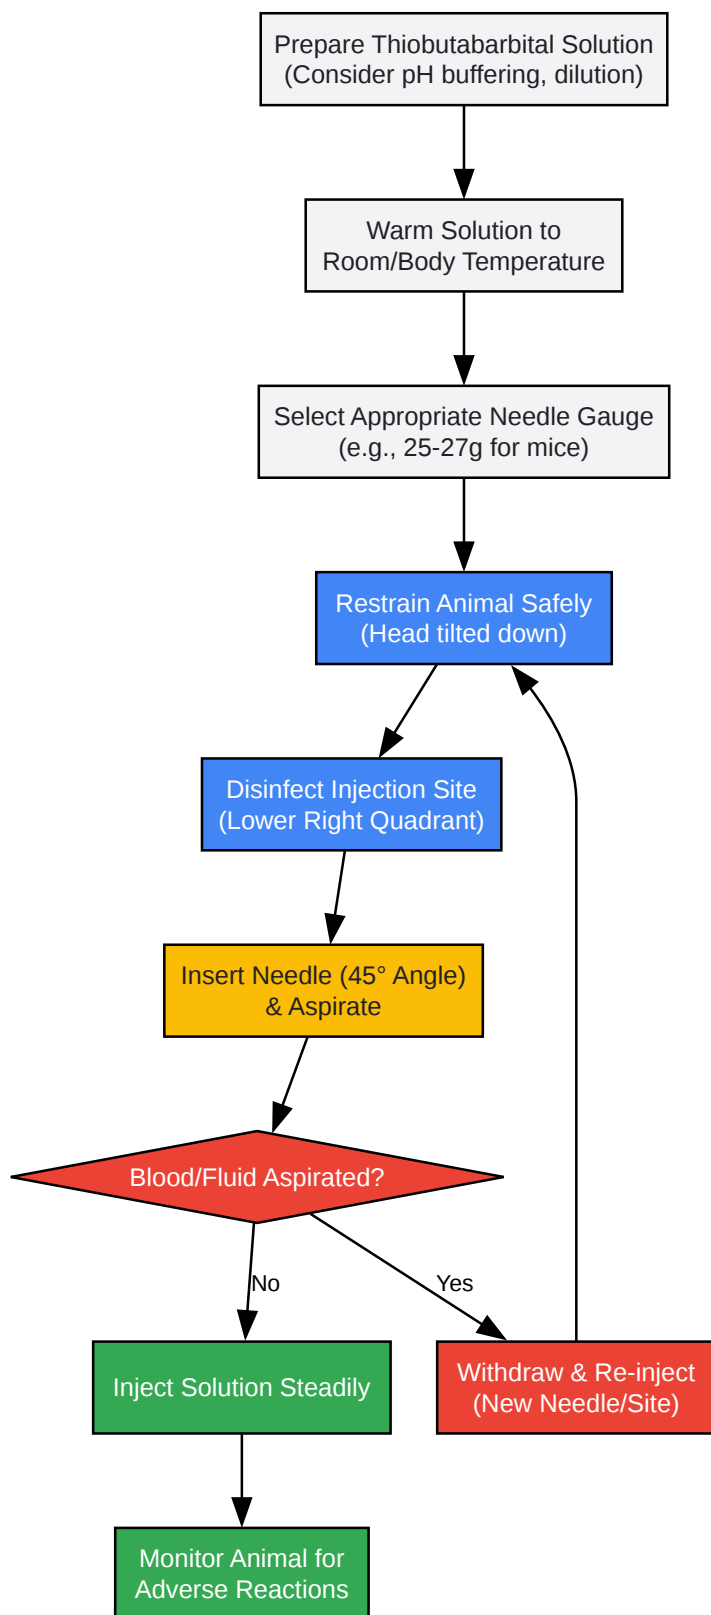 Prepare Thiobutabarbital Solution
(Consider pH buffering, dilution)
Warm Solution to
Room/Body Temperature
Select Appropriate Needle Gauge
(e.g., 25-27g for mice)
Restrain Animal Safely
(Head tilted down)
Disinfect Injection Site
(Lower Right Quadrant)
Insert Needle (45° Angle)
& Aspirate
Blood/Fluid Aspirated?
No
Yes
Inject Solution Steadily
Withdraw & Re-inject
(New Needle/Site)
Monitor Animal for
Adverse Reactions